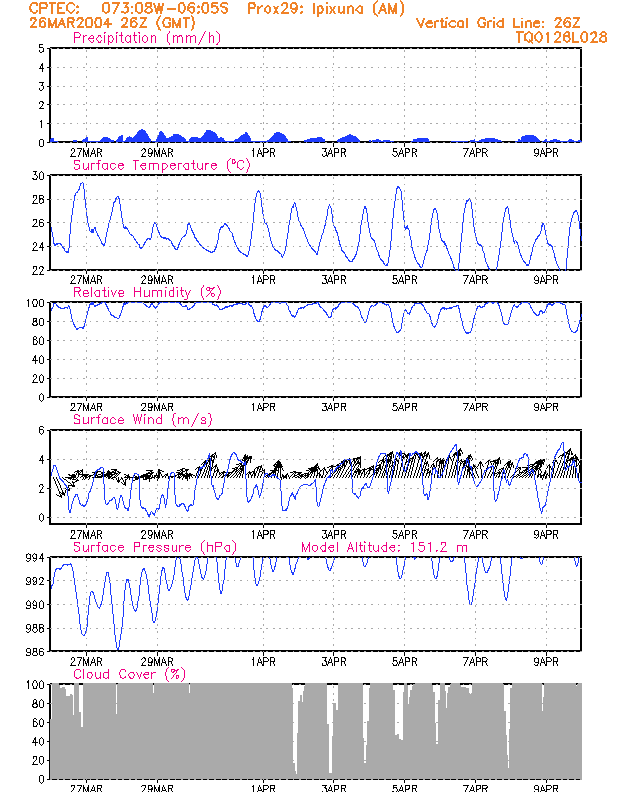 CPTEC: 073:08W-06:05S Prox29: Ipixuna (AM)
26MAR2004 26Z (GMT) Vertical Grid Line: 26Z
Precipitation (mm/h) TQ0126L028
5
4
3
2
1
0
27MAR 29MAR 1APR 3APR 5APR 7APR 9APR
Surface Temperature (°C)
30
28
26
24
22
27MAR 29MAR 1APR 3APR 5APR 7APR 9APR
Relative Humidity (%)
100
80
60
40
20
0
27MAR 29MAR 1APR 3APR 5APR 7APR 9APR
Surface Wind (m/s)
6
4
2
0
27MAR 29MAR 1APR 3APR 5APR 7APR 9APR
Surface Pressure (hPa) Model Altitude: 151.2 m
994
992
990
988
986
27MAR 29MAR 1APR 3APR 5APR 7APR 9APR
Cloud Cover (%)
100
80
60
40
20
0
27MAR 29MAR 1APR 3APR 5APR 7APR 9APR